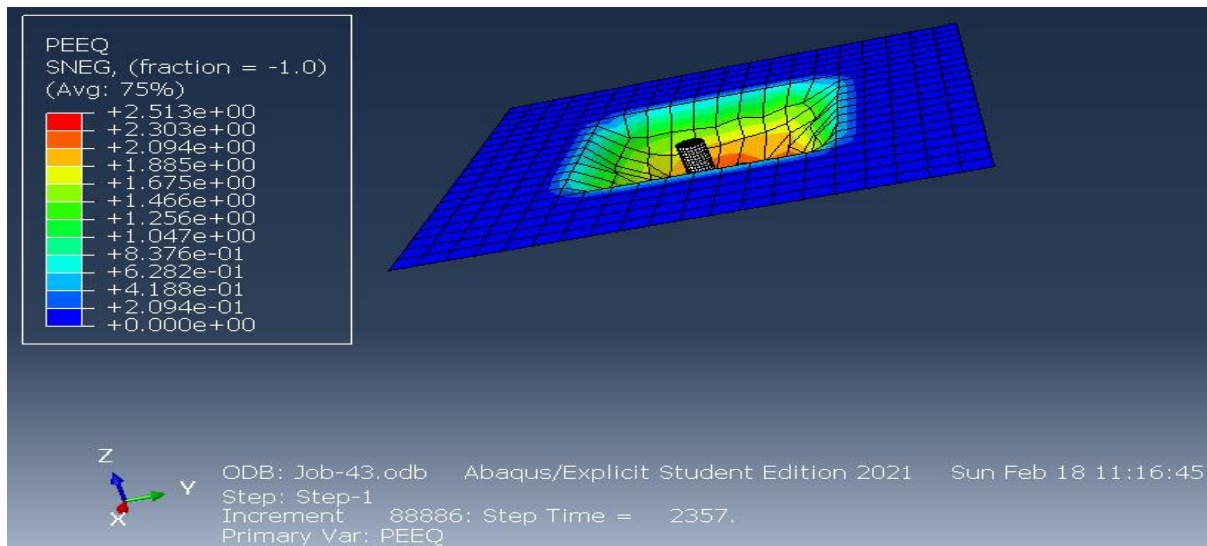 PEEQ
SNEG, (fraction = -1.0)
(Avg: 75%)
+2.513e+00
+2.303e+00
+2.094e+00
+1.885e+00
+1.675e+00
+1.466e+00
+1.256e+00
+1.047e+00
+8.376e-01
+6.282e-01
+4.188e-01
+2.094e-01
+0.000e+00
Z
Y
X
ODB: Job-43.odb Abaqus/Explicit Student Edition 2021 Sun Feb 18 11:16:45
Step: Step-1
Increment 88886: Step Time = 2357.
Primary Var: PEEQ